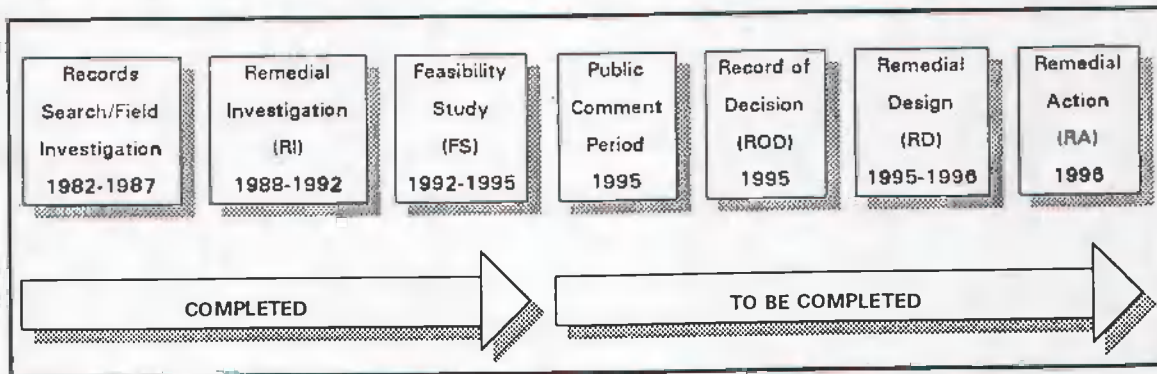 Records
Search/Field
Investigation
1982-1987
Remedial
Investigation
(RI)
1988-1992
Feasibility
Study
(FS)
1992-1995
Public
Comment
Period
1995
Record of
Decision
(ROD)
1995
Remedial
Design
(RD)
1995-1996
Remedial
Action
(RA)
1996
COMPLETED
TO BE COMPLETED